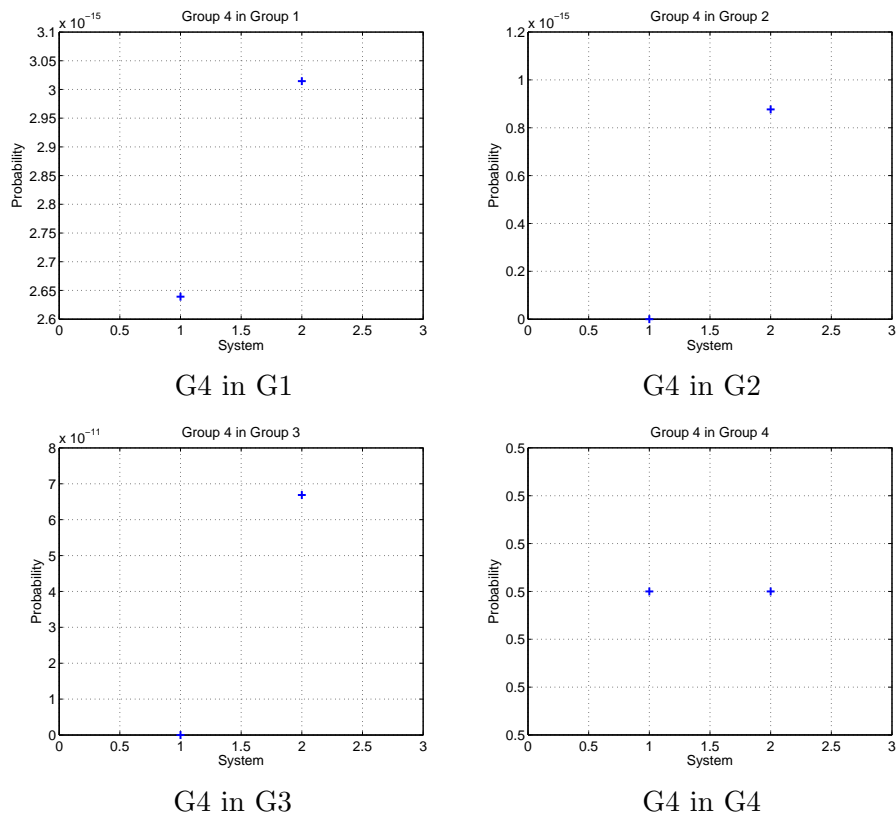 Group 4 in Group 1
x 10−15
3.1
3.05
3
2.95
2.9
2.85
2.8
2.75
2.7
2.65
2.6
Probability
0 0.5 1 1.5 2 2.5 3
System
G4 in G1
Group 4 in Group 2
x 10−15
1.2
1
0.8
0.6
0.4
0.2
0
Probability
0 0.5 1 1.5 2 2.5 3
System
G4 in G2
Group 4 in Group 3
x 10−11
8
7
6
5
4
3
2
1
0
Probability
0 0.5 1 1.5 2 2.5 3
System
G4 in G3
Group 4 in Group 4
0.5
0.5
0.5
0.5
0.5
0.5
0.5
Probability
0 0.5 1 1.5 2 2.5 3
System
G4 in G4